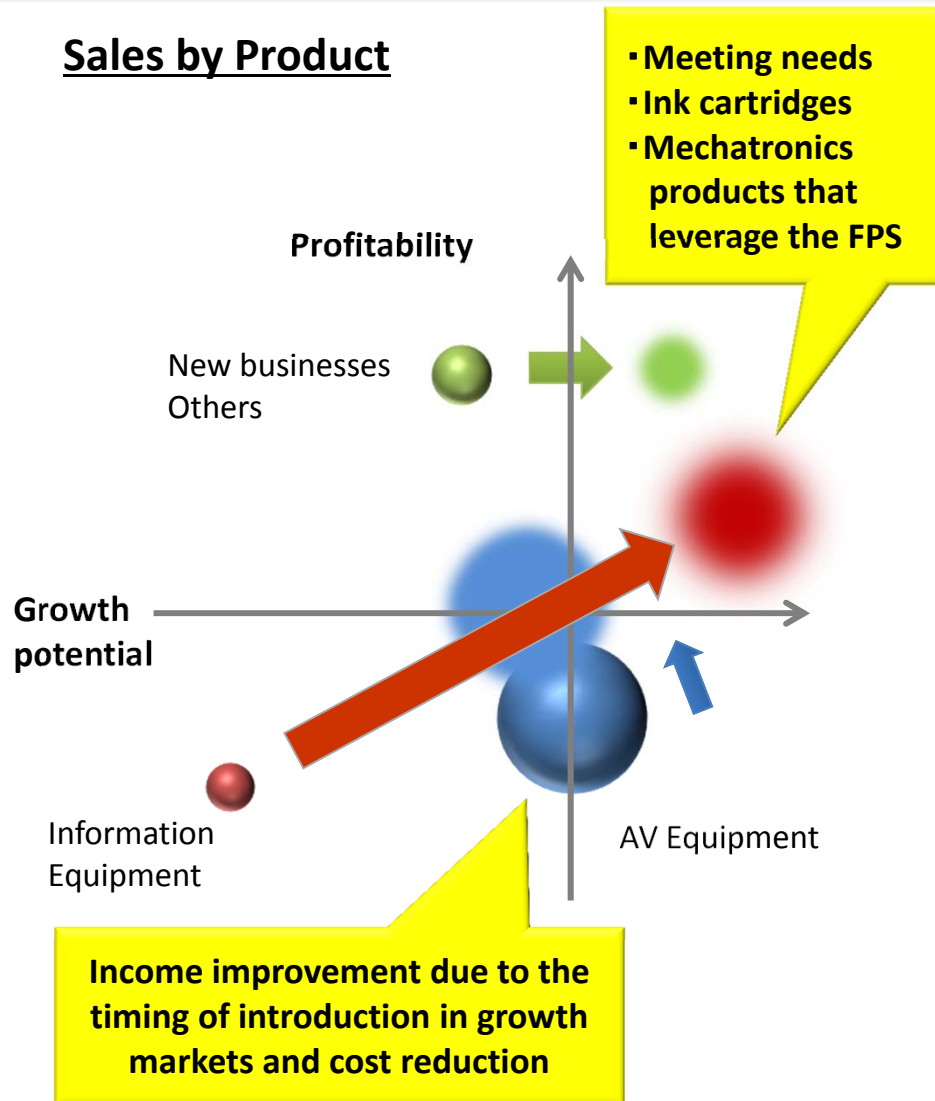 Sales by Product
・Meeting needs
・Ink cartridges
・Mechatronics
products that
leverage the FPS
Profitability
New businesses
Others
Growth
potential
Information
Equipment
AV Equipment
Income improvement due to the
timing of introduction in growth
markets and cost reduction